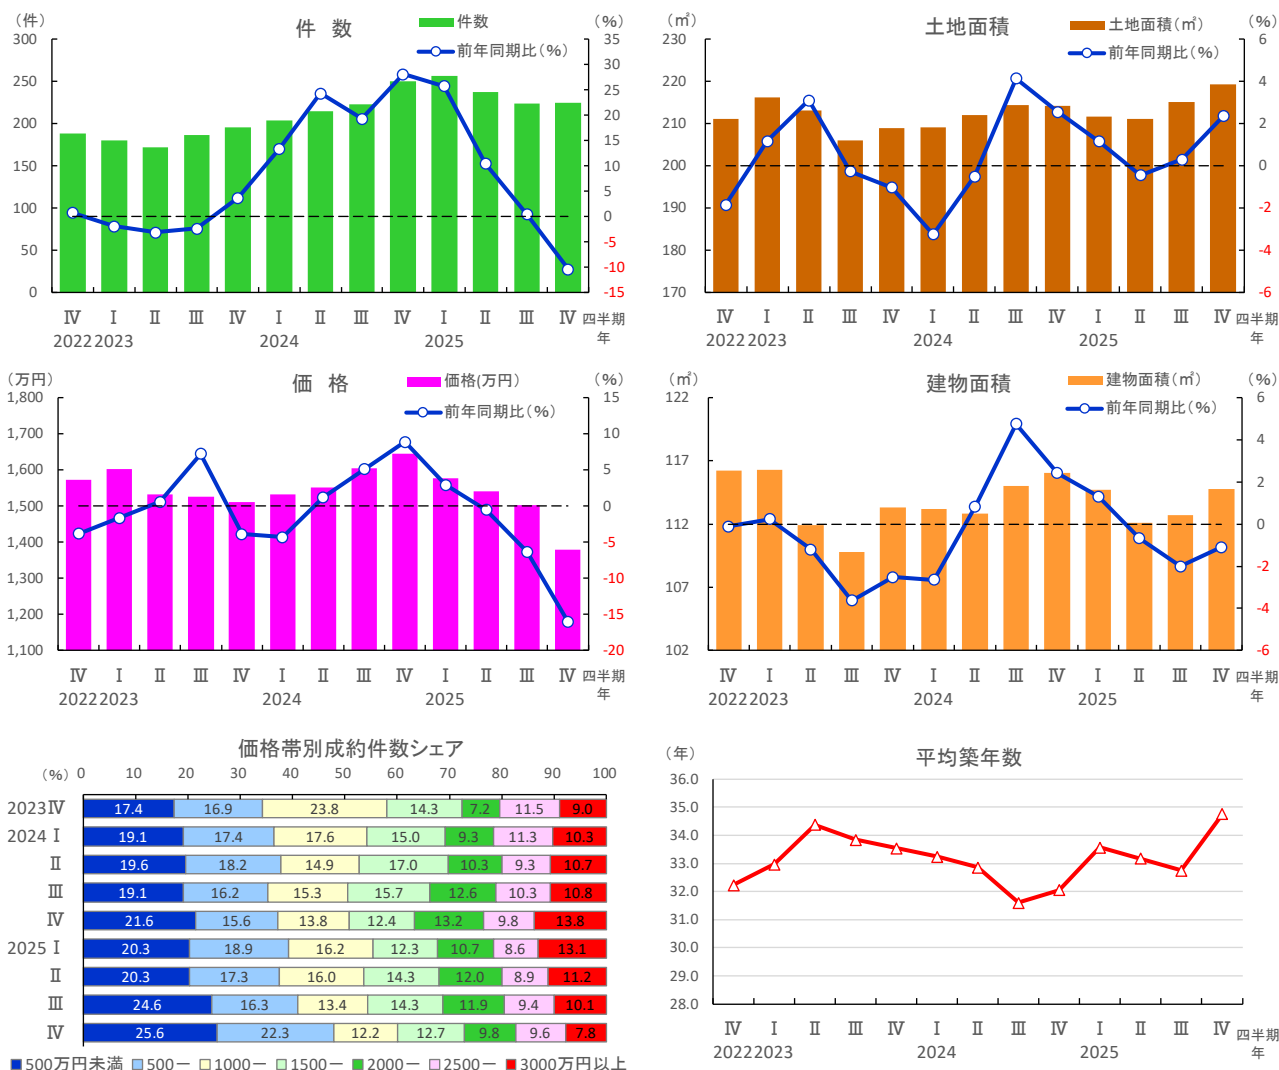 件 数
(件)
(%)
件数
前年同期比(%)
300
250
200
150
100
50
0
35
30
25
20
15
10
5
0
-5
-10
-15
Ⅳ Ⅰ Ⅱ Ⅲ Ⅳ Ⅰ Ⅱ Ⅲ Ⅳ Ⅰ Ⅱ Ⅲ Ⅳ 四半期
2022 2023 2024 2025 年
土地面積
(㎡)
(%)
土地面積(㎡)
前年同期比(%)
230
220
210
200
190
180
170
6
4
2
0
-2
-4
-6
Ⅳ Ⅰ Ⅱ Ⅲ Ⅳ Ⅰ Ⅱ Ⅲ Ⅳ Ⅰ Ⅱ Ⅲ Ⅳ 四半期
2022 2023 2024 2025 年
価 格
(万円)
(%)
価格(万円)
前年同期比(%)
1,800
1,700
1,600
1,500
1,400
1,300
1,200
1,100
15
10
5
0
-5
-10
-15
-20
Ⅳ Ⅰ Ⅱ Ⅲ Ⅳ Ⅰ Ⅱ Ⅲ Ⅳ Ⅰ Ⅱ Ⅲ Ⅳ 四半期
2022 2023 2024 2025 年
建物面積
(㎡)
(%)
建物面積(㎡)
前年同期比(%)
122
117
112
107
102
6
4
2
0
-2
-4
-6
Ⅳ Ⅰ Ⅱ Ⅲ Ⅳ Ⅰ Ⅱ Ⅲ Ⅳ Ⅰ Ⅱ Ⅲ Ⅳ 四半期
2022 2023 2024 2025 年
価格帯別成約件数シェア
(%) 0 10 20 30 40 50 60 70 80 90 100
2023 Ⅳ 17.4 16.9 23.8 14.3 7.2 11.5 9.0
2024 Ⅰ 19.1 17.4 17.6 15.0 9.3 11.3 10.3
Ⅱ 19.6 18.2 14.9 17.0 10.3 9.3 10.7
Ⅲ 19.1 16.2 15.3 15.7 12.6 10.3 10.8
Ⅳ 21.6 15.6 13.8 12.4 13.2 9.8 13.8
2025 Ⅰ 20.3 18.9 16.2 12.3 10.7 8.6 13.1
Ⅱ 20.3 17.3 16.0 14.3 12.0 8.9 11.2
Ⅲ 24.6 16.3 13.4 14.3 11.9 9.4 10.1
Ⅳ 25.6 22.3 12.2 12.7 9.8 9.6 7.8
500万円未満 500ー 1000ー 1500ー 2000ー 2500ー 3000万円以上
平均築年数
(年)
36.0
35.0
34.0
33.0
32.0
31.0
30.0
29.0
28.0
Ⅳ Ⅰ Ⅱ Ⅲ Ⅳ Ⅰ Ⅱ Ⅲ Ⅳ Ⅰ Ⅱ Ⅲ Ⅳ 四半期
2022 2023 2024 2025 年